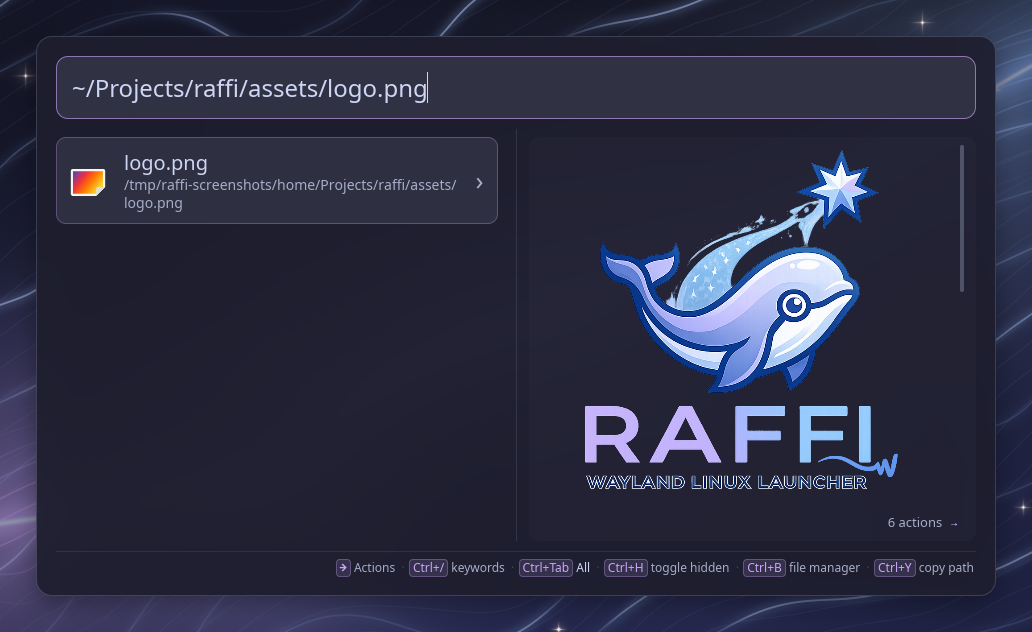 ~/Projects/raffi/assets/logo.png
logo.png
/tmp/raffi-screenshots/home/Projects/raffi/assets/
logo.png
RAFFI
WAYLAND LINUX LAUNCHER
6 actions →
→ Actions · Ctrl+/ keywords · Ctrl+Tab All · Ctrl+H toggle hidden · Ctrl+B file manager · Ctrl+Y copy path